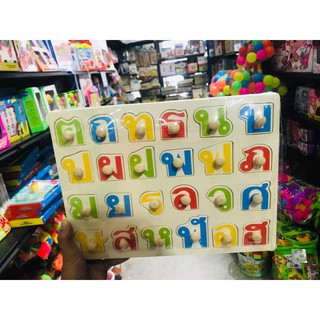 ต ถ ท ธ น บ
ป ผ ฝ พ ฟ ภ
ม ย ร ล ว ศ
ษ ส ห ฬ อ ฮ